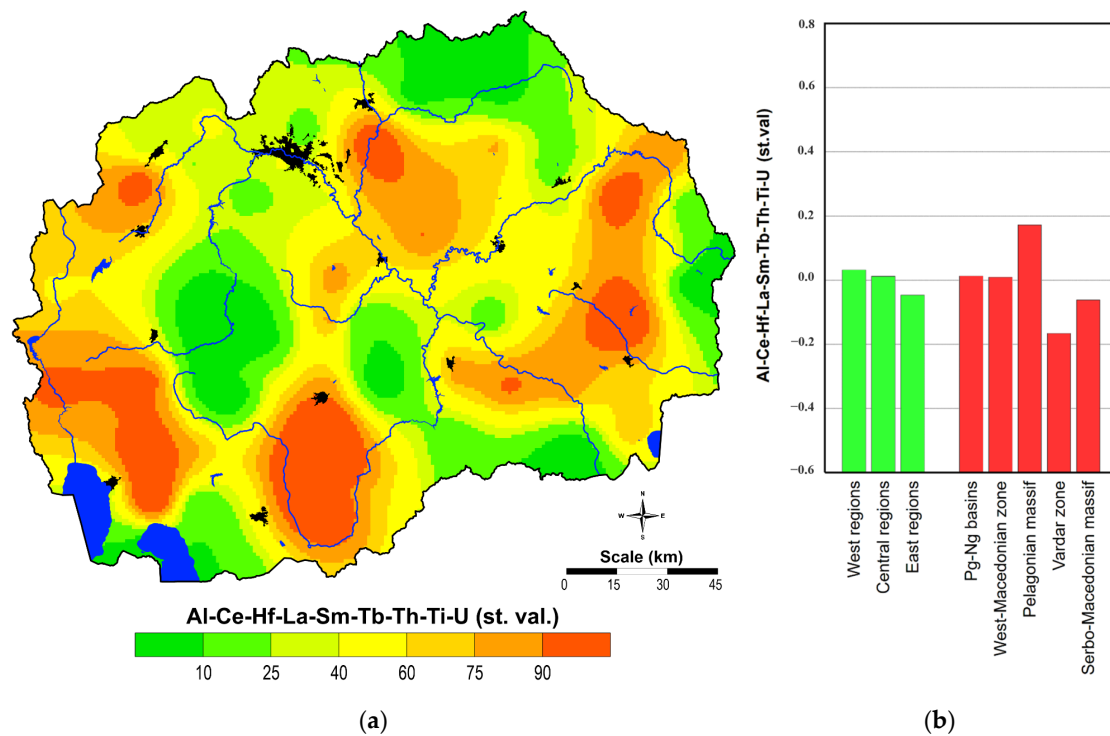 N
W E
S
Scale (km)
0 15 30 45
Al-Ce-Hf-La-Sm-Tb-Th-Ti-U (st. val.)
10 25 40 60 75 90
(a)
Al-Ce-Hf-La-Sm-Tb-Th-Ti-U (st.val)
0.8
0.6
0.4
0.2
0.0
−0.2
−0.4
−0.6
West regions
Central regions
East regions
Pg-Ng basins
West-Macedonian zone
Pelagonian massif
Vardar zone
Serbo-Macedonian massif
(b)